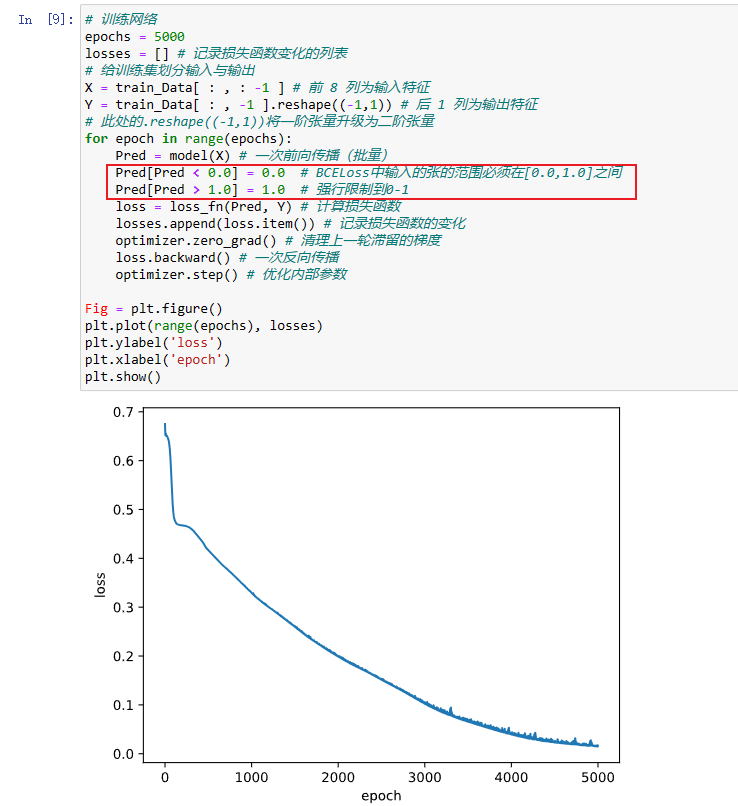 In [9]:
# 训练网络
epochs = 5000
losses = [] # 记录损失函数变化的列表
# 给训练集划分输入与输出
X = train_Data[ : , : -1 ] # 前 8 列为输入特征
Y = train_Data[ : , -1 ].reshape((-1,1)) # 后 1 列为输出特征
# 此处的.reshape((-1,1))将一阶张量升级为二阶张量
for epoch in range(epochs):
    Pred = model(X) # 一次前向传播（批量）
    Pred[Pred < 0.0] = 0.0  # BCELoss中输入的张的范围必须在[0.0,1.0]之间
    Pred[Pred > 1.0] = 1.0  # 强行限制到0-1
    loss = loss_fn(Pred, Y) # 计算损失函数
    losses.append(loss.item()) # 记录损失函数的变化
    optimizer.zero_grad() # 清理上一轮滞留的梯度
    loss.backward() # 一次反向传播
    optimizer.step() # 优化内部参数
Fig = plt.figure()
plt.plot(range(epochs), losses)
plt.ylabel('loss')
plt.xlabel('epoch')
plt.show()
0.7
0.6
0.5
0.4
0.3
0.2
0.1
0.0
loss
0 1000 2000 3000 4000 5000
epoch